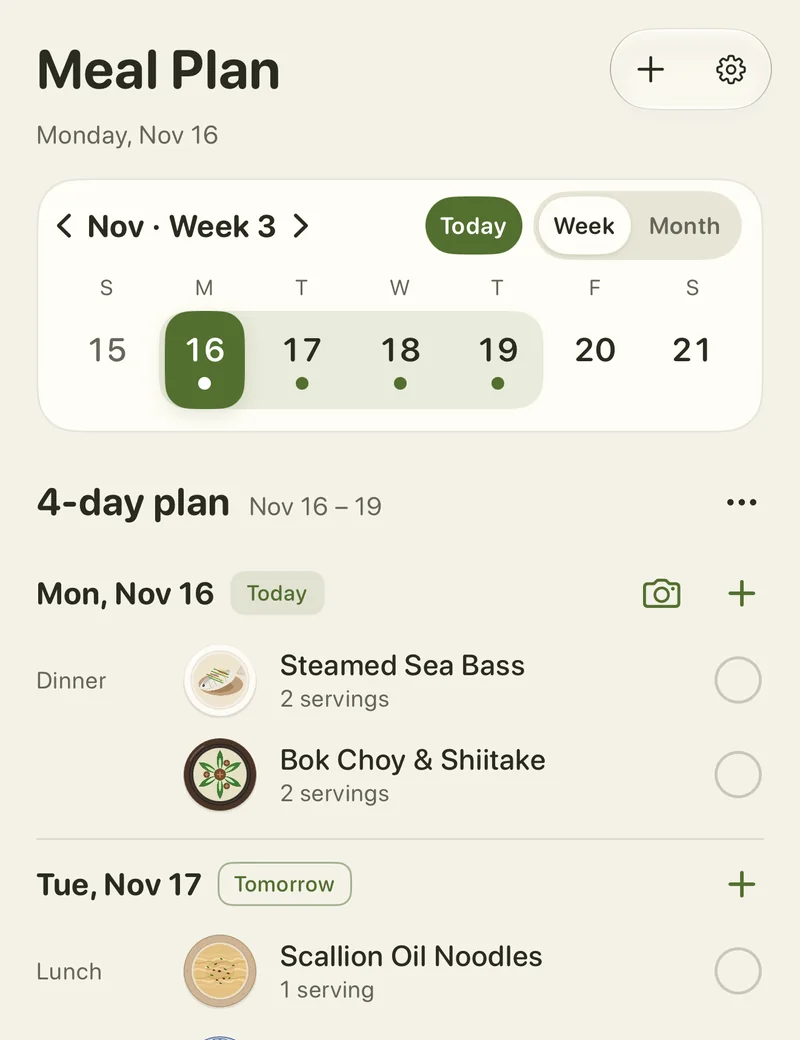 Meal Plan
Monday, Nov 16
Nov · Week 3
Today
Week
Month
S M T W T F S
15 16 17 18 19 20 21
4-day plan Nov 16 – 19
Mon, Nov 16 Today
Dinner
Steamed Sea Bass
2 servings
Bok Choy & Shiitake
2 servings
Tue, Nov 17 Tomorrow
Lunch
Scallion Oil Noodles
1 serving